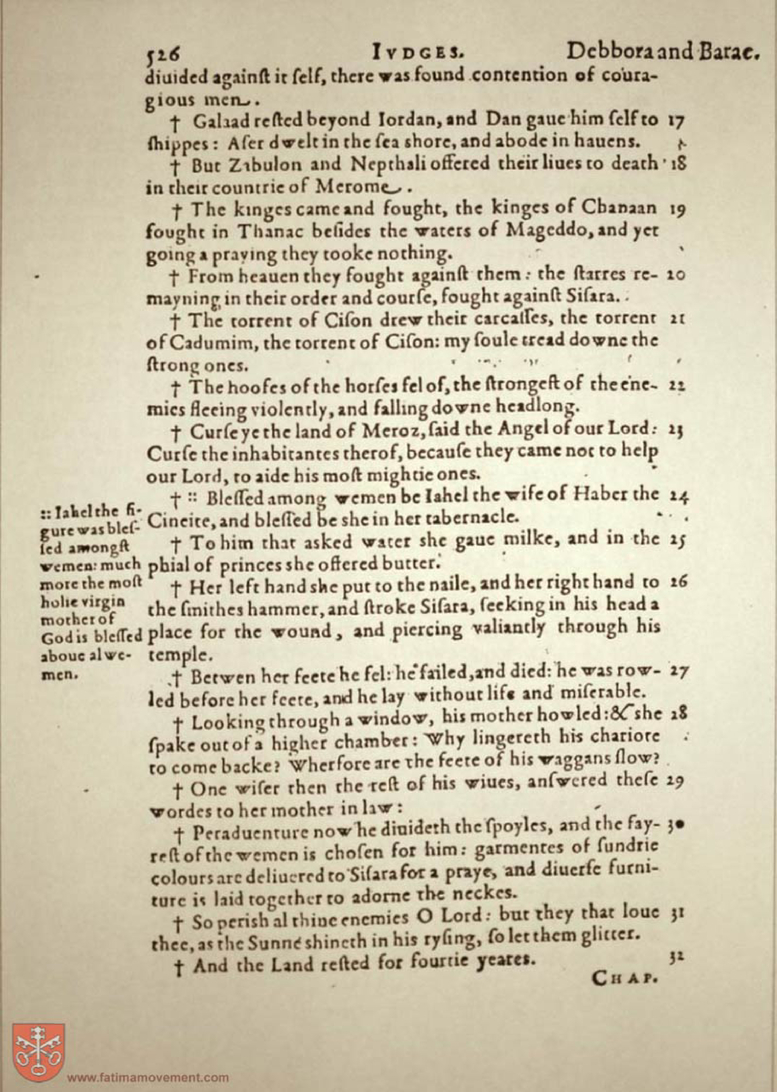 526 IVDGES. Debbora and Barac.
diuided againſt it ſelf, there was found contention of coura-
gious men.
† Galaad reſted beyond Iordan, and Dan gaue him ſelf to 17
ſhippes: Aſer dwelt in the ſea shore, and abode in hauens.
† But Zabulon and Nepthali offered their liues to death 18
in their countrie of Merome.
† The kinges came and fought, the kinges of Chanaan 19
fought in Thanac beſides the waters of Mageddo, and yet
going a praying they tooke nothing.
† From heauen they fought againſt them: the ſtarres re- 20
mayning in their order and courſe, fought againſt Siſara.
† The torrent of Ciſon drew their carcaſſes, the torrent 21
of Cadumim, the torrent of Ciſon: my ſoule tread downe the
ſtrong ones.
† The hoofes of the horſes fel of, the ſtrongeſt of the ene- 22
mies fleeing violently, and falling downe headlong.
† Curſe ye the land of Meroz, ſaid the Angel of our Lord: 23
Curſe the inhabitantes therof, becauſe they came not to help
our Lord, to aide his moſt mightie ones.
† :: Bleſſed among wemen be Iahel the wife of Haber the 24
Cineite, and bleſſed be she in her tabernacle.
† To him that asked water she gaue milke, and in the 25
phial of princes she offered butter.
† Her left hand she put to the naile, and her right hand to 26
the ſmithes hammer, and ſtroke Siſara, ſeeking in his head a
place for the wound, and piercing valiantly through his
temple.
† Betwen her feete he fel: he failed, and died: he was row- 27
led before her feete, and he lay without life and miſerable.
† Looking through a window, his mother howled: & she 28
ſpake out of a higher chamber: Why lingereth his chariote
to come backe? Wherfore are the feete of his waggans ſlow?
† One wiſer then the reſt of his wiues, anſwered theſe 29
wordes to her mother in law:
† Peraduenture now he diuideth the ſpoyles, and the fay- 30
reſt of the wemen is choſen for him: garmentes of ſundrie
colours are deliuered to Siſara for a praye, and diuerſe furni-
ture is laid together to adorne the neckes.
† So perish al thine enemies O Lord: but they that loue 31
thee, as the Sunne shineth in his ryſing, ſo let them glitter.
† And the Land reſted for fourtie yeares. 32
CHAP.
:: Iahel the fi-
gure was bleſ-
ſed amongſt
wemen: much
more the moſt
holie virgin
mother of
God is bleſſed
aboue al we-
men.
www.fatimamovement.com